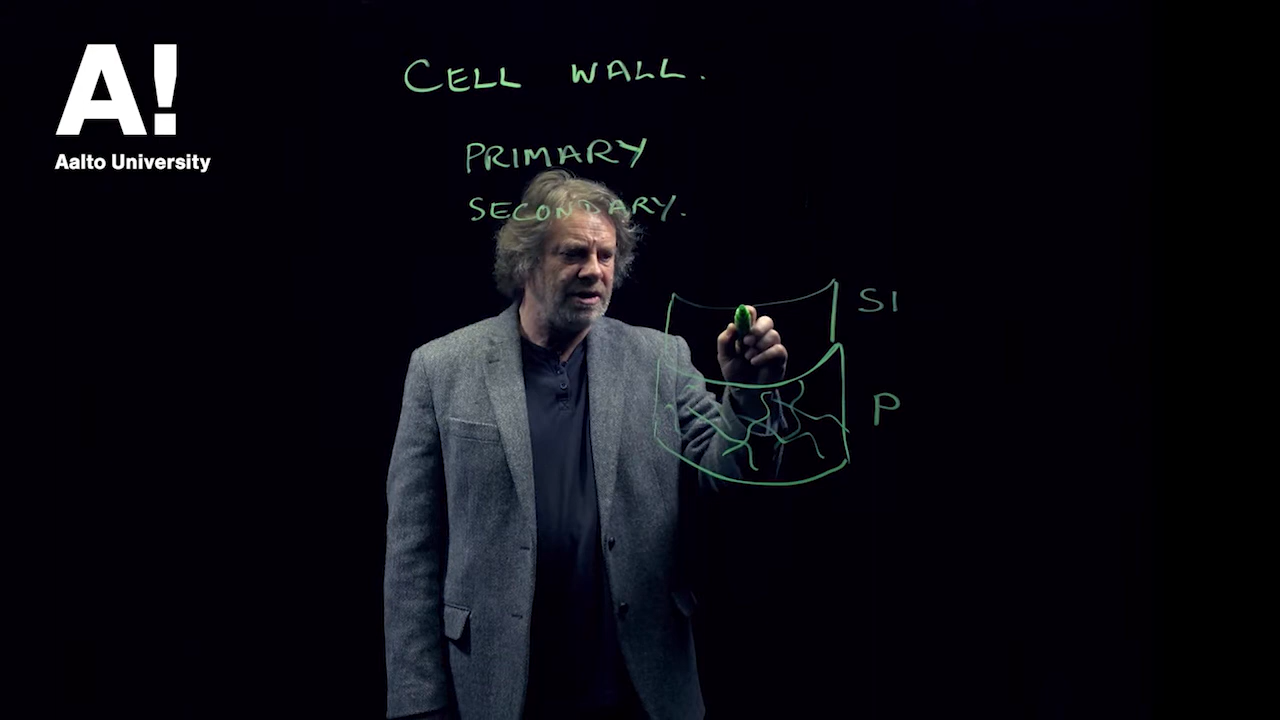 A!
Aalto University
CELL WALL.
PRIMARY
SECONDARY.
S1
P